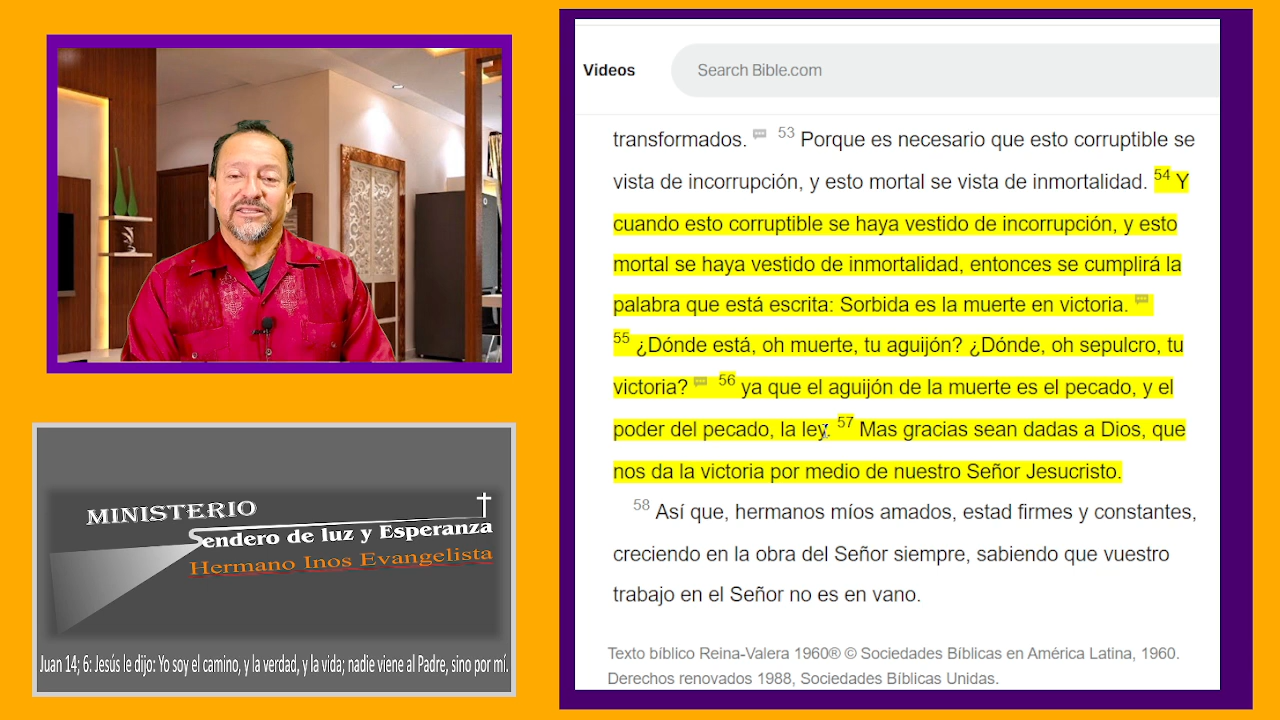 Videos
Search Bible.com
transformados. 53 Porque es necesario que esto corruptible se
vista de incorrupción, y esto mortal se vista de inmortalidad. 54 Y
cuando esto corruptible se haya vestido de incorrupción, y esto
mortal se haya vestido de inmortalidad, entonces se cumplirá la
palabra que está escrita: Sorbida es la muerte en victoria.
55 ¿Dónde está, oh muerte, tu aguijón? ¿Dónde, oh sepulcro, tu
victoria? 56 ya que el aguijón de la muerte es el pecado, y el
poder del pecado, la ley. 57 Mas gracias sean dadas a Dios, que
nos da la victoria por medio de nuestro Señor Jesucristo.
58 Así que, hermanos míos amados, estad firmes y constantes,
creciendo en la obra del Señor siempre, sabiendo que vuestro
trabajo en el Señor no es en vano.
Texto bíblico Reina-Valera 1960® © Sociedades Bíblicas en América Latina, 1960.
Derechos renovados 1988, Sociedades Bíblicas Unidas.
MINISTERIO
Sendero de luz y Esperanza
Hermano Inos Evangelista
Juan 14; 6: Jesús le dijo: Yo soy el camino, y la verdad, y la vida; nadie viene al Padre, sino por mí.